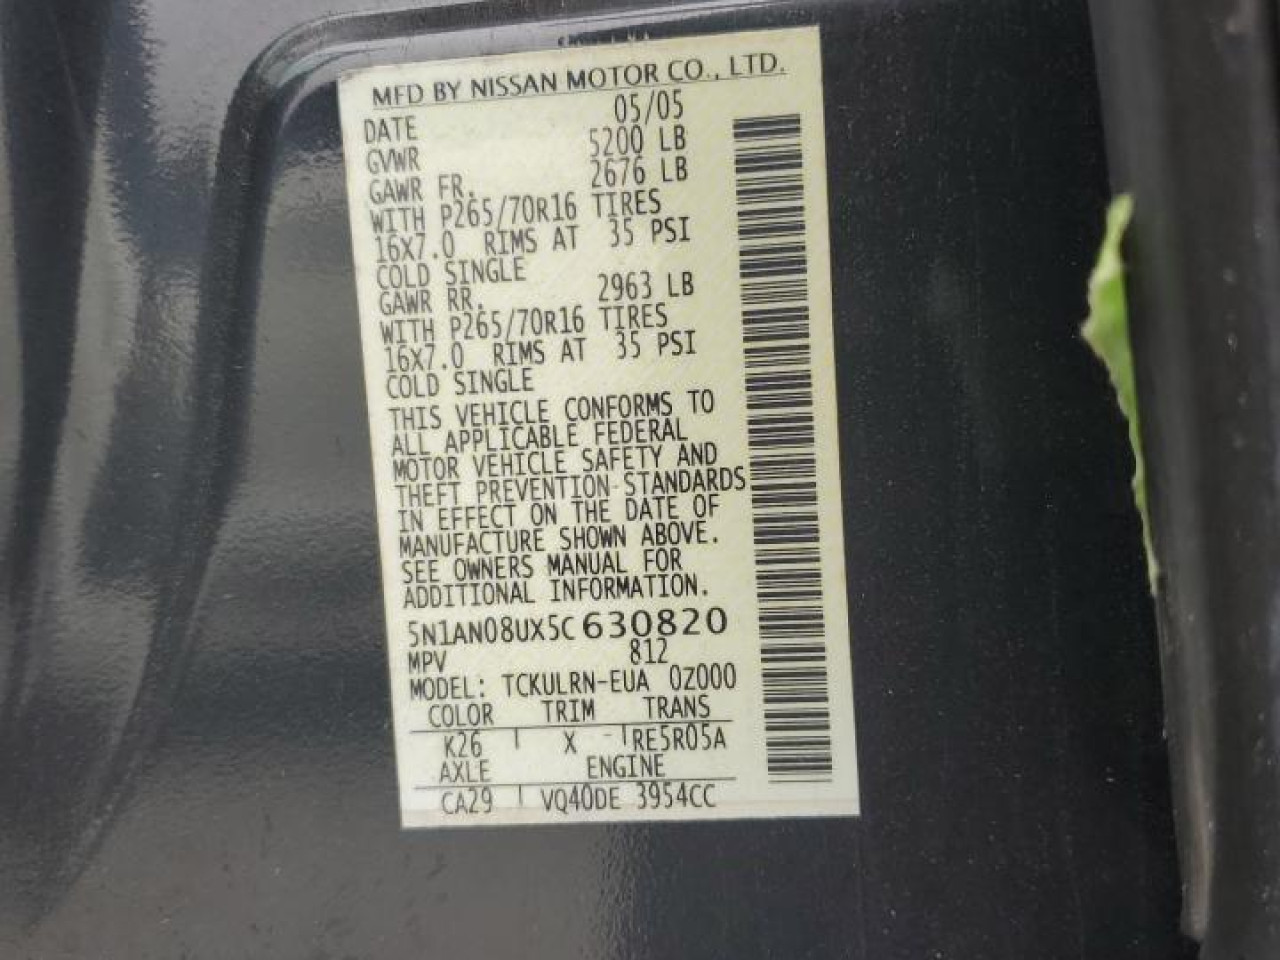 MFD BY NISSAN MOTOR CO., LTD.
DATE 05/05
GVWR 5200 LB
GAWR FR. 2676 LB
WITH P265/70R16 TIRES
16X7.0 RIMS AT 35 PSI
COLD SINGLE
GAWR RR. 2963 LB
WITH P265/70R16 TIRES
16X7.0 RIMS AT 35 PSI
COLD SINGLE
THIS VEHICLE CONFORMS TO
ALL APPLICABLE FEDERAL
MOTOR VEHICLE SAFETY AND
THEFT PREVENTION STANDARDS
IN EFFECT ON THE DATE OF
MANUFACTURE SHOWN ABOVE.
SEE OWNERS MANUAL FOR
ADDITIONAL INFORMATION.
5N1AN08UX5C630820
MPV 812
MODEL: TCKULRN-EUA 0Z000
COLOR TRIM TRANS
K26 X RE5R05A
AXLE ENGINE
CA29 VQ40DE 3954CC